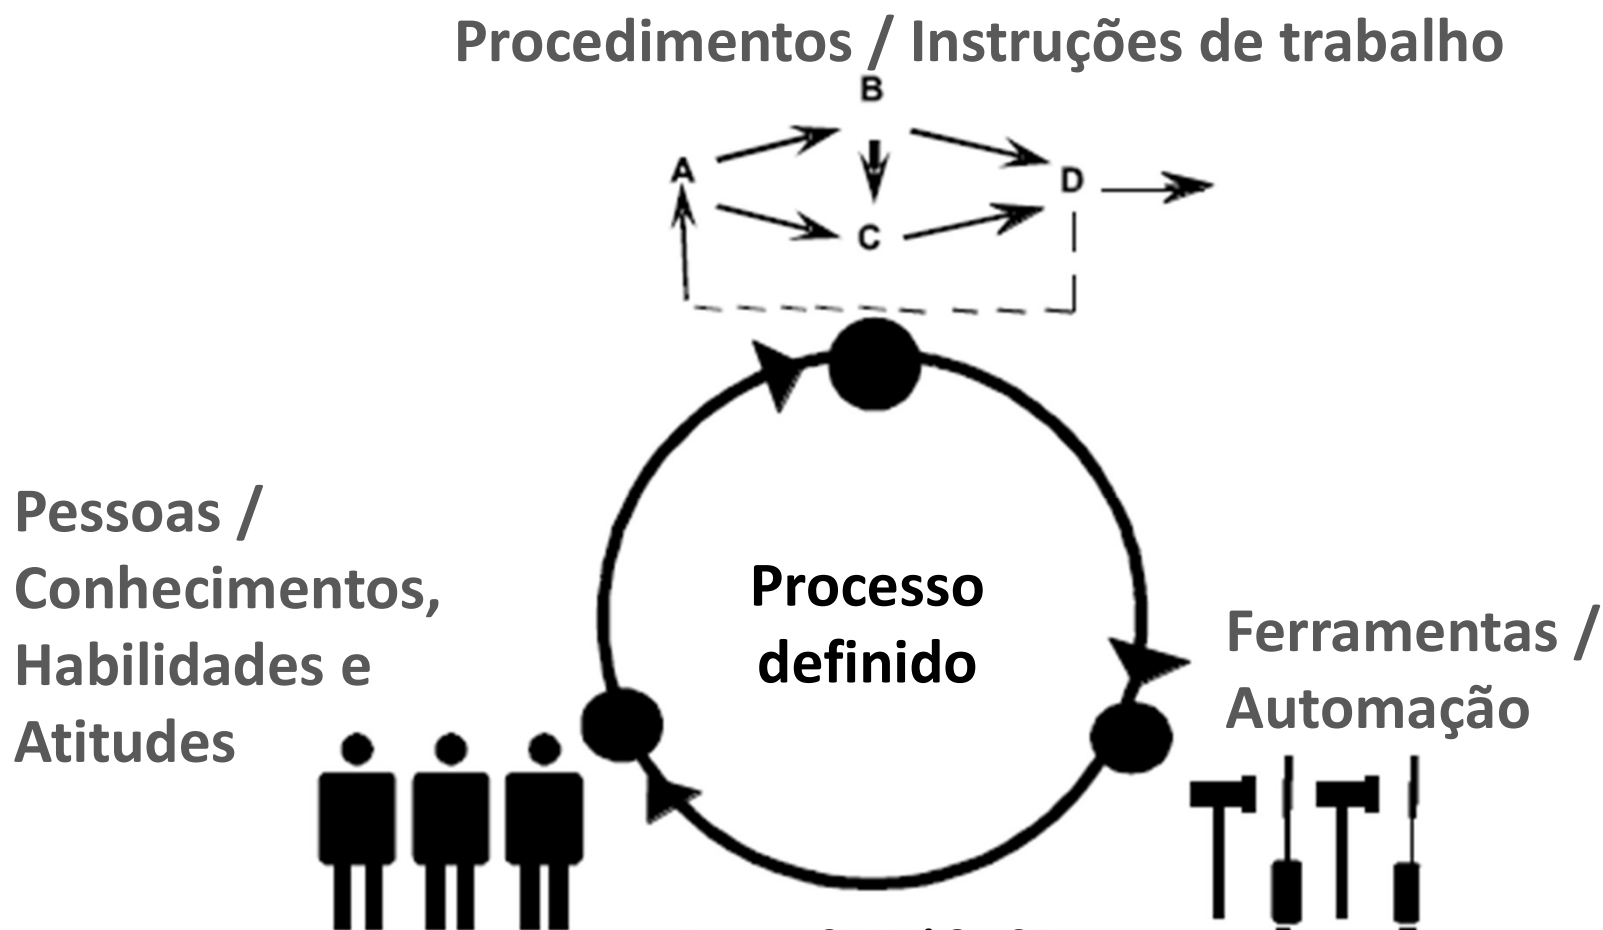 Procedimentos / Instruções de trabalho
B
A
D
C
Pessoas /
Conhecimentos,
Habilidades e
Atitudes
Processo
definido
Ferramentas /
Automação